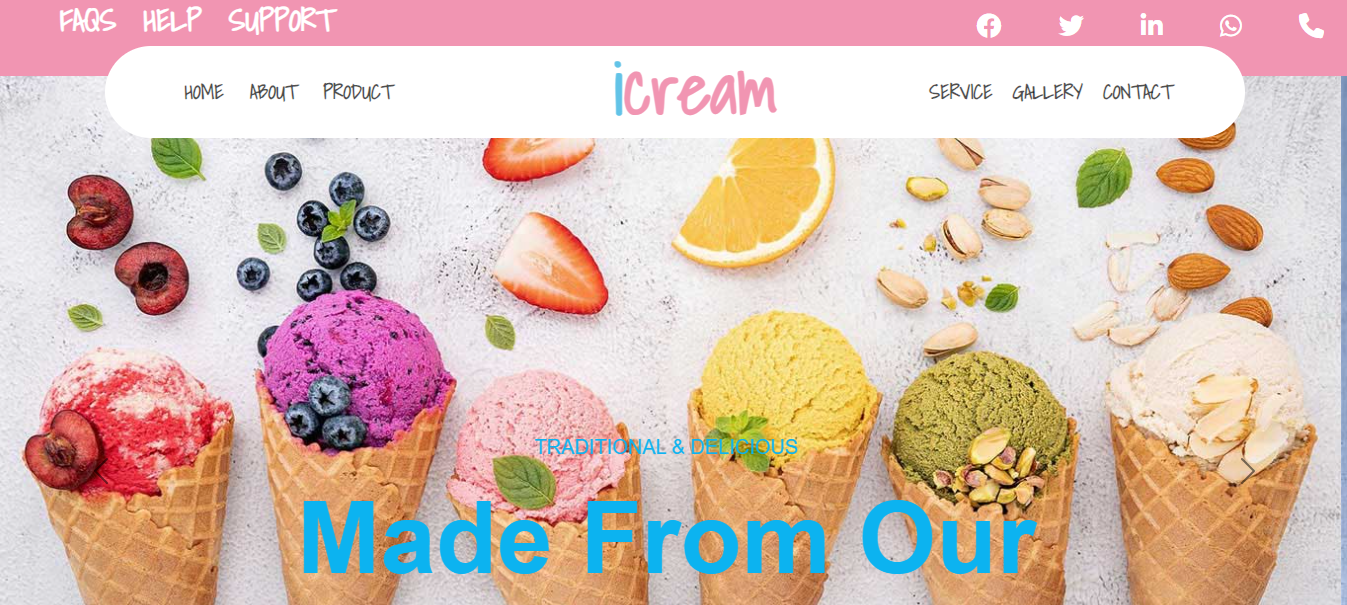 FAQS HELP SUPPORT
HOME ABOUT PRODUCT icream SERVICE GALLERY CONTACT
TRADITIONAL & DELICIOUS
Made From Our